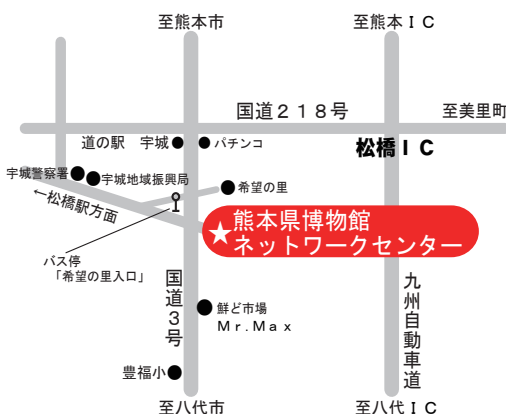 至熊本市
至熊本ＩＣ
国道２１８号
至美里町
道の駅　宇城
パチンコ
松橋ＩＣ
宇城警察署
宇城地域振興局
希望の里
←松橋駅方面
熊本県博物館
ネットワークセンター
バス停
「希望の里入口」
国道３号
九州自動車道
鮮ど市場
Ｍｒ.Ｍａｘ
豊福小
至八代市
至八代ＩＣ